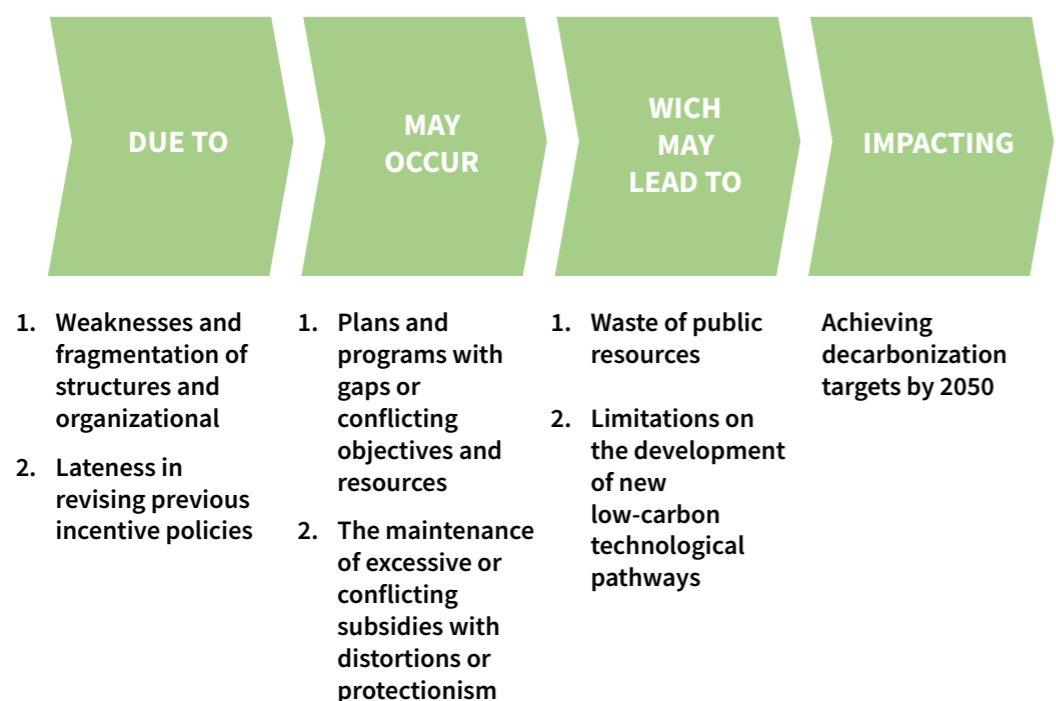 DUE TO
MAY
OCCUR
WICH
MAY
LEAD TO
IMPACTING
1. Weaknesses and
fragmentation of
structures and
organizational
2. Lateness in
revising previous
incentive policies
1. Plans and
programs with
gaps or
conflicting
objectives and
resources
2. The maintenance
of excessive or
conflicting
subsidies with
distortions or
protectionism
1. Waste of public
resources
2. Limitations on
the development
of new
low-carbon
technological
pathways
Achieving
decarbonization
targets by 2050